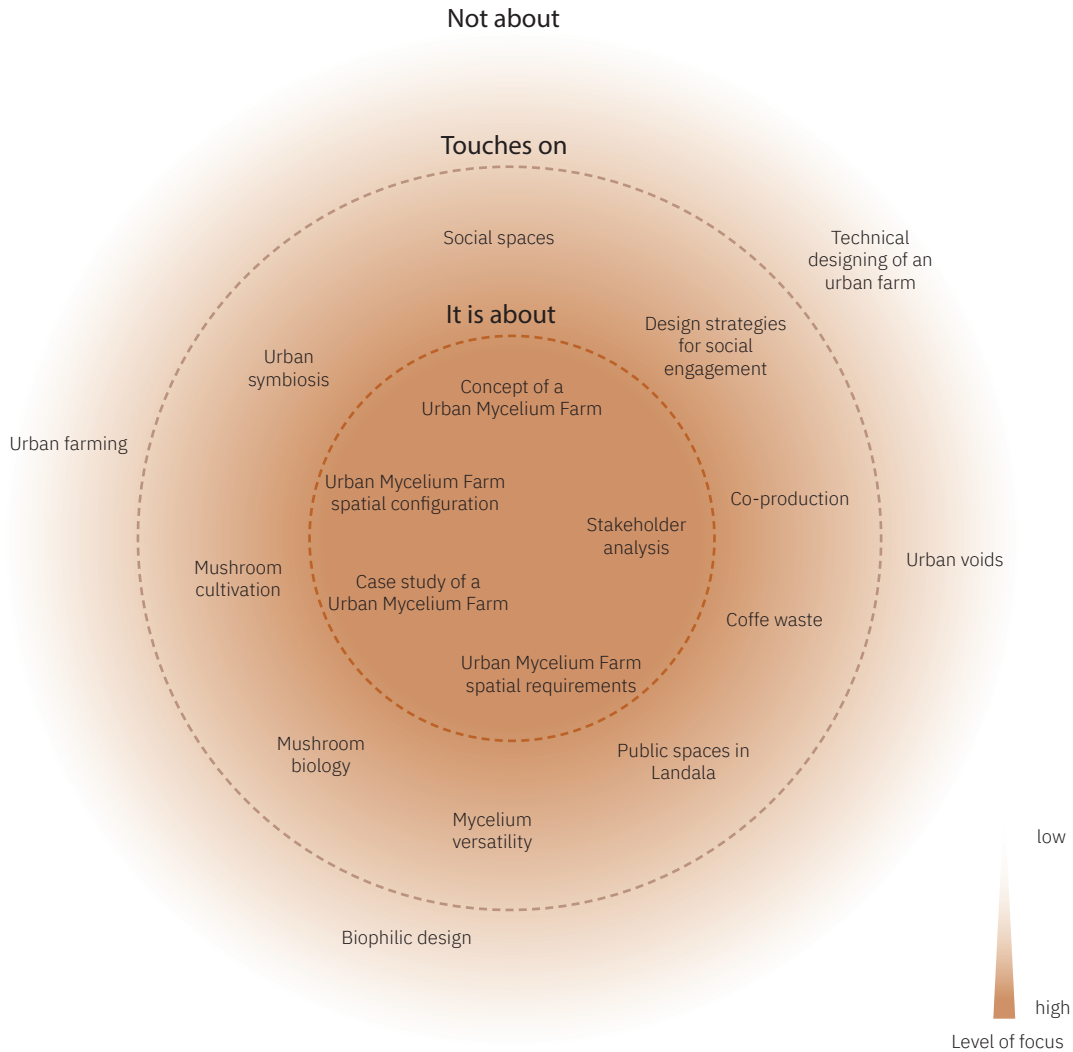 Not about
Touches on
Social spaces
Technical
designing of an
urban farm
It is about
Design strategies
for social
engagement
Urban
symbiosis
Concept of a
Urban Mycelium Farm
Urban farming
Urban Mycelium Farm
spatial configuration
Co-production
Stakeholder
analysis
Urban voids
Mushroom
cultivation
Case study of a
Urban Mycelium Farm
Coffe waste
Urban Mycelium Farm
spatial requirements
Mushroom
biology
Public spaces in
Landala
Mycelium
versatility
low
Biophilic design
high
Level of focus